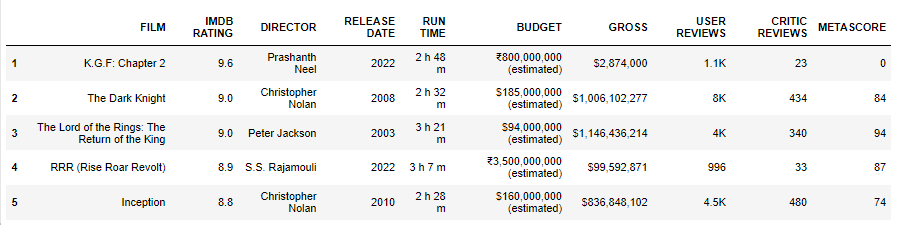 FILM IMDB RATING DIRECTOR RELEASE DATE RUN TIME BUDGET GROSS USER REVIEWS CRITIC REVIEWS METASCORE
1 K.G.F: Chapter 2 9.6 Prashanth Neel 2022 2 h 48 m ₹800,000,000 (estimated) $2,874,000 1.1K 23 0
2 The Dark Knight 9.0 Christopher Nolan 2008 2 h 32 m $185,000,000 (estimated) $1,006,102,277 8K 434 84
3 The Lord of the Rings: The Return of the King 9.0 Peter Jackson 2003 3 h 21 m $94,000,000 (estimated) $1,146,436,214 4K 340 94
4 RRR (Rise Roar Revolt) 8.9 S.S. Rajamouli 2022 3 h 7 m ₹3,500,000,000 (estimated) $99,592,871 996 33 87
5 Inception 8.8 Christopher Nolan 2010 2 h 28 m $160,000,000 (estimated) $836,848,102 4.5K 480 74